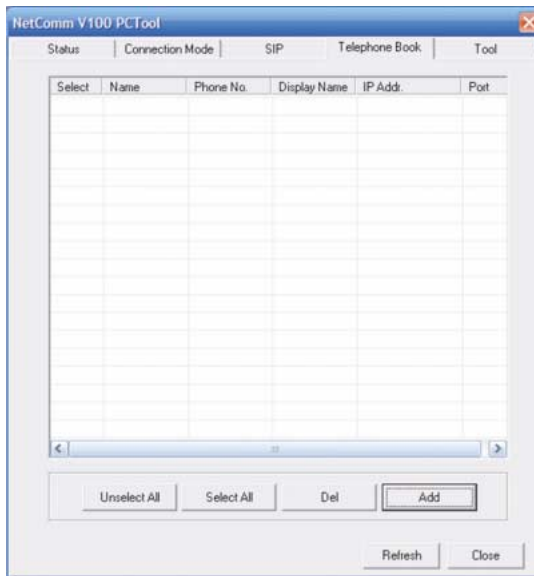 NetComm V100 PCTool
Status Connection Mode SIP Telephone Book Tool
Select Name Phone No. Display Name IP Addr. Port
Unselect All Select All Del Add
Refresh Close